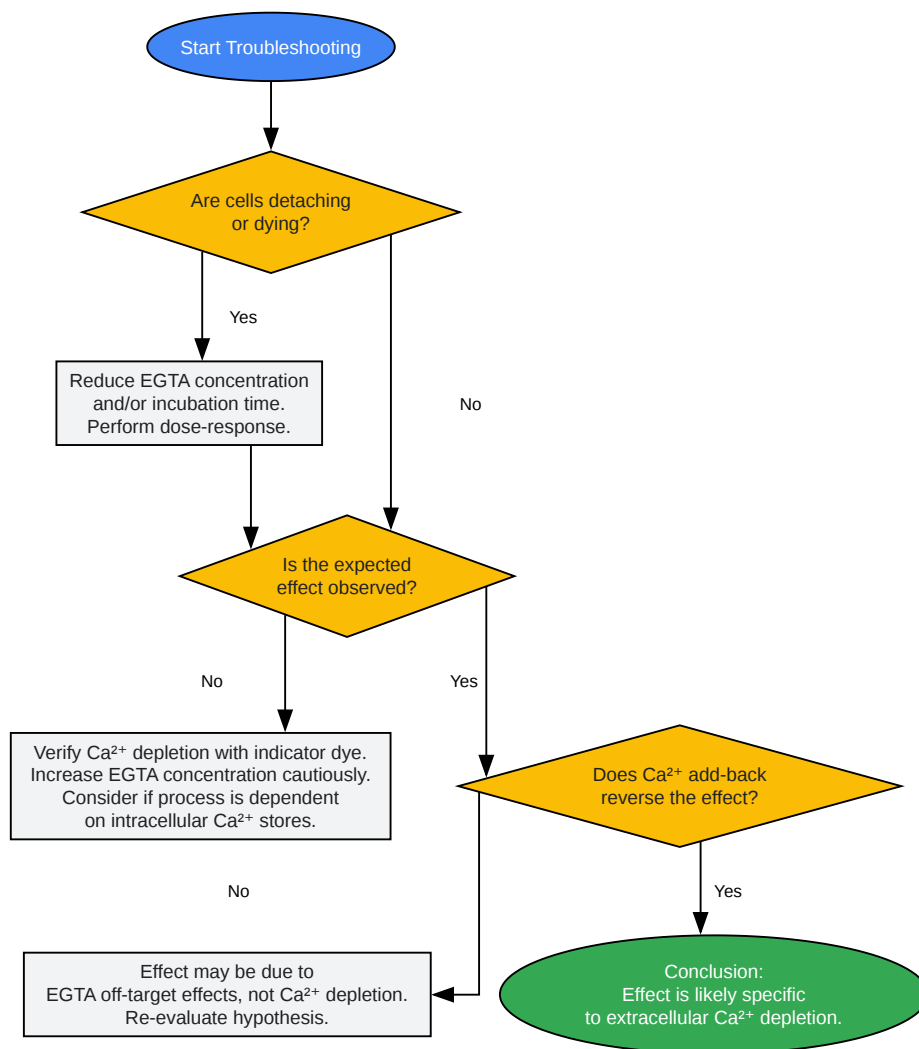 Start Troubleshooting
Are cells detaching
or dying?
Yes
Reduce EGTA concentration
and/or incubation time.
Perform dose-response.
No
Is the expected
effect observed?
No
Yes
Verify Ca²⁺ depletion with indicator dye.
Increase EGTA concentration cautiously.
Consider if process is dependent
on intracellular Ca²⁺ stores.
Does Ca²⁺ add-back
reverse the effect?
No
Yes
Effect may be due to
EGTA off-target effects, not Ca²⁺ depletion.
Re-evaluate hypothesis.
Conclusion:
Effect is likely specific
to extracellular Ca²⁺ depletion.